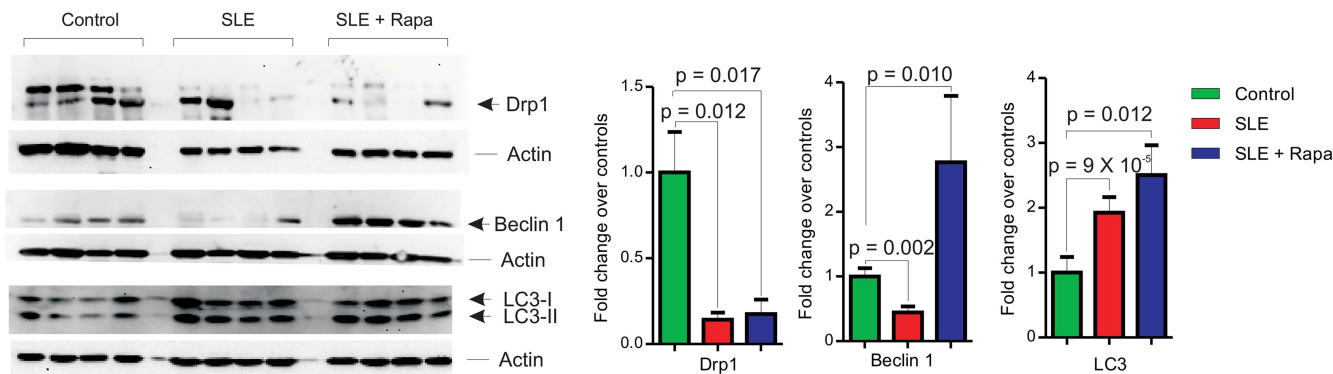 Control SLE SLE + Rapa
Drp1
Actin
Beclin 1
Actin
LC3-I
LC3-II
Actin
Fold change over controls
1.5
1.0
0.5
0.0
p = 0.017
p = 0.012
Drp1
Fold change over controls
4
3
2
1
0
p = 0.010
p = 0.002
Beclin 1
Fold change over controls
4
3
2
1
0
p = 0.012
p = 9 X 10-5
LC3
Control
SLE
SLE + Rapa